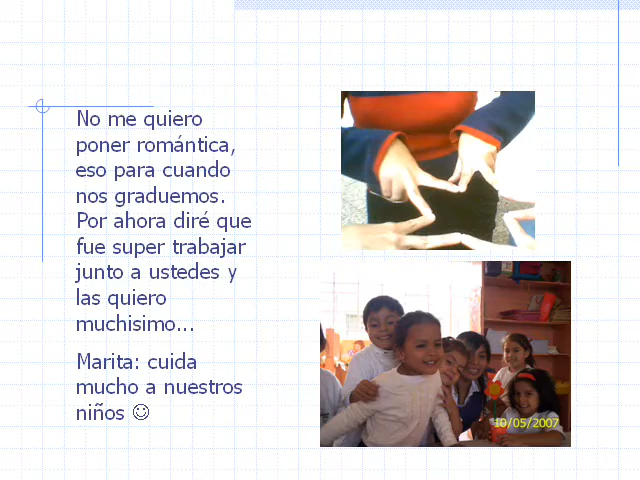 No me quiero
poner romántica,
eso para cuando
nos graduemos.
Por ahora diré que
fue super trabajar
junto a ustedes y
las quiero
muchisimo...
Marita: cuida
mucho a nuestros
niños ☺
10/05/2007